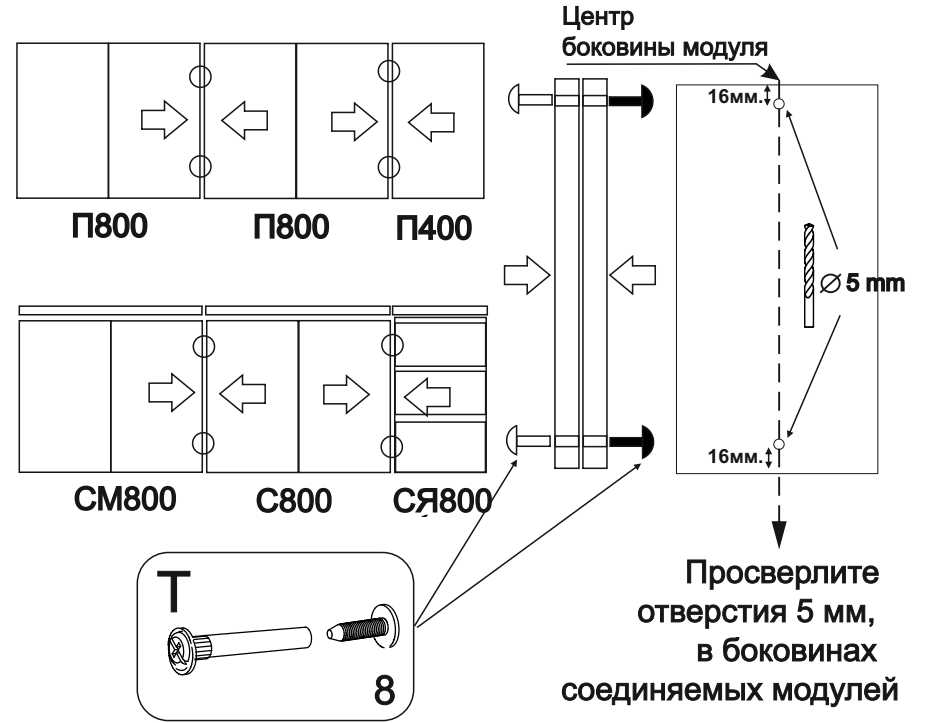 Центр
боковины модуля
16мм.
П800 П800 П400
5 mm
16мм.
СМ800 С800 СЯ800
Т
8
Просверлите
отверстия 5 мм,
в боковинах
соединяемых модулей